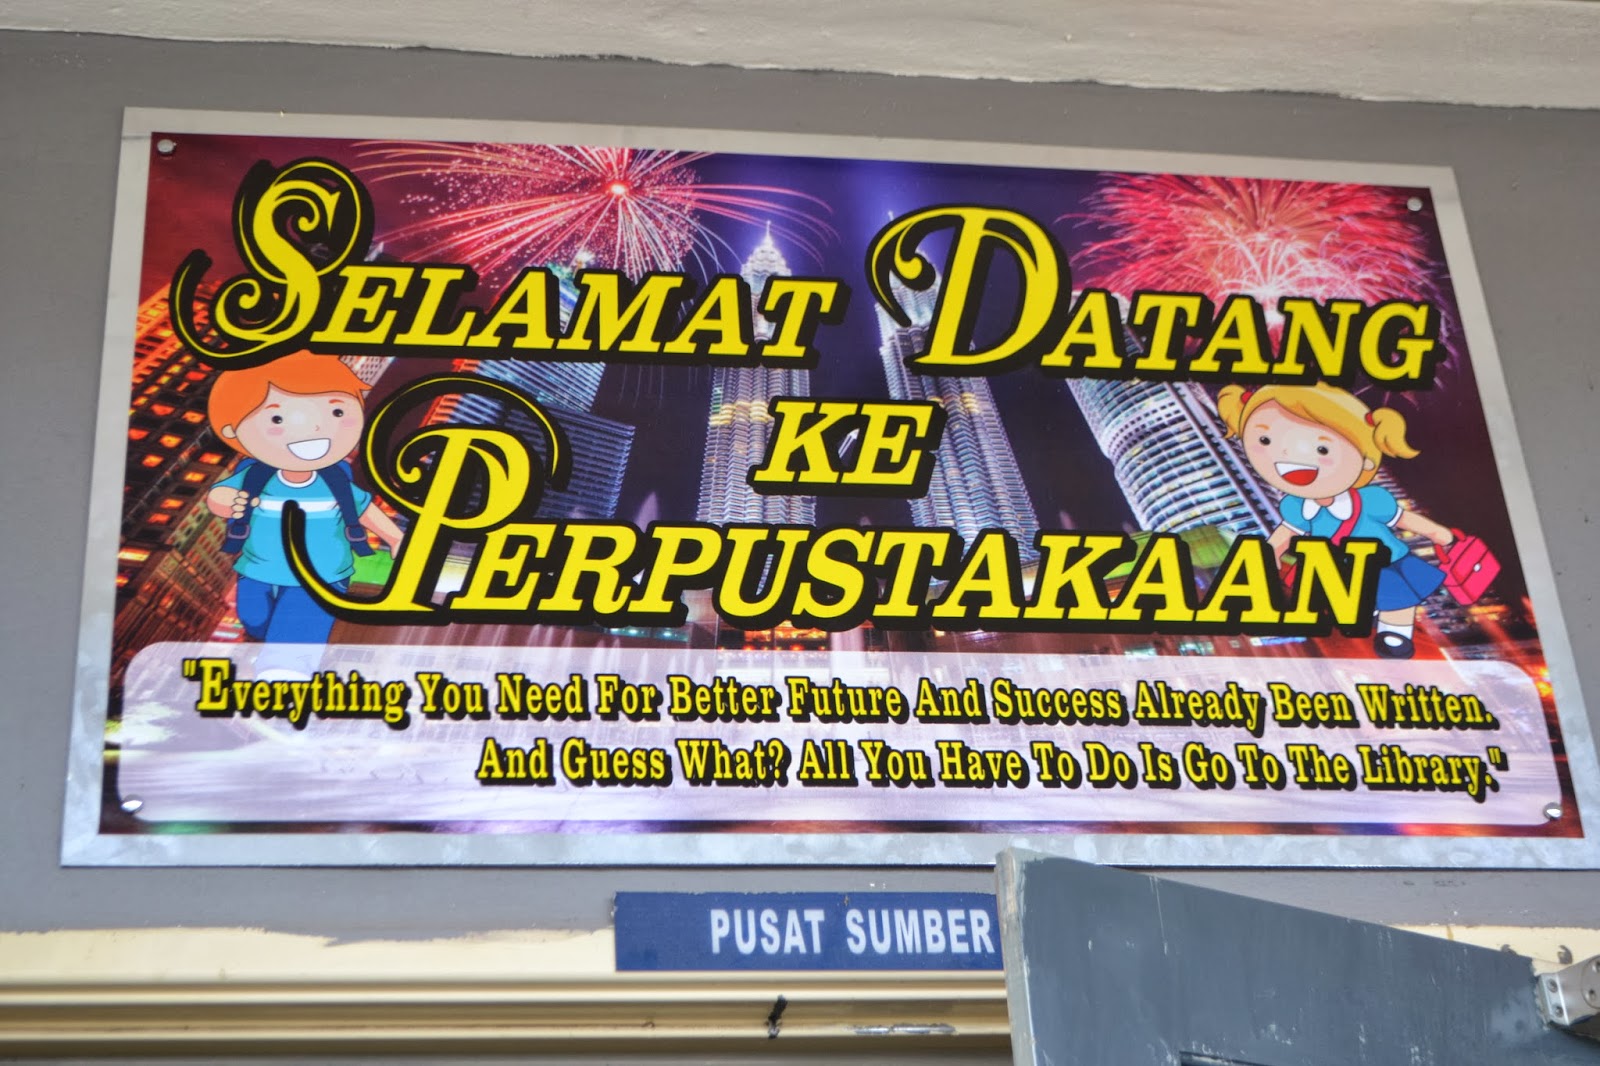 SELAMAT DATANG
KE
PERPUSTAKAAN
"Everything You Need For Better Future And Success Already Been Written.
And Guess What? All You Have To Do Is Go To The Library."
PUSAT SUMBER